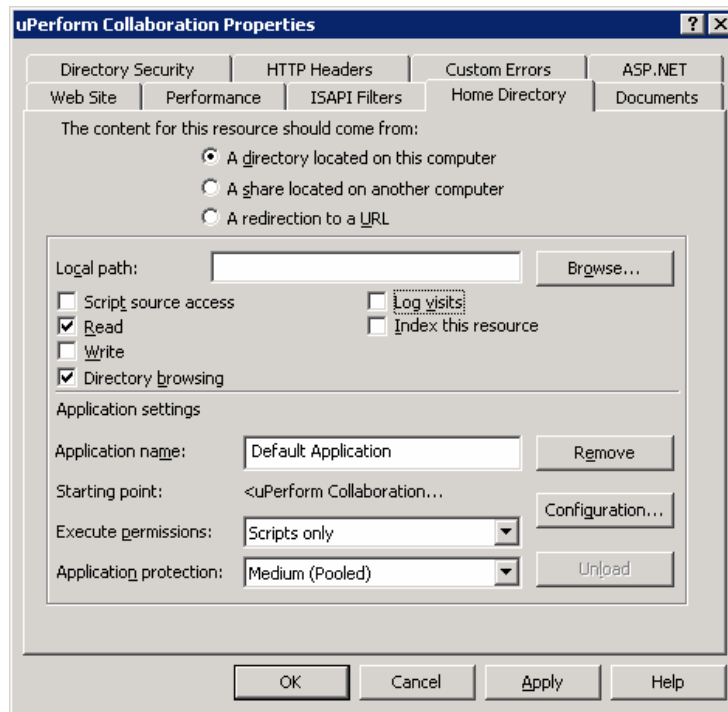 uPerform Collaboration Properties
Directory Security HTTP Headers Custom Errors ASP.NET
Web Site Performance ISAPI Filters Home Directory Documents
The content for this resource should come from:
A directory located on this computer
A share located on another computer
A redirection to a URL
Local path: Browse...
Script source access Log visits
Read Index this resource
Write
Directory browsing
Application settings
Application name: Default Application Remove
Starting point: <uPerform Collaboration...
Configuration...
Execute permissions: Scripts only
Application protection: Medium (Pooled) Unload
OK Cancel Apply Help